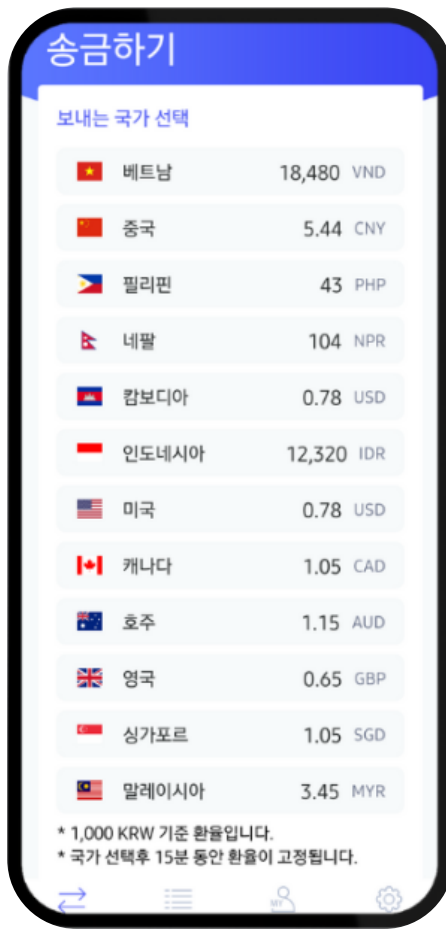 송금하기
보내는 국가 선택
베트남 18,480 VND
중국 5.44 CNY
필리핀 43 PHP
네팔 104 NPR
캄보디아 0.78 USD
인도네시아 12,320 IDR
미국 0.78 USD
캐나다 1.05 CAD
호주 1.15 AUD
영국 0.65 GBP
싱가포르 1.05 SGD
말레이시아 3.45 MYR
* 1,000 KRW 기준 환율입니다.
* 국가 선택후 15분 동안 환율이 고정됩니다.
MY